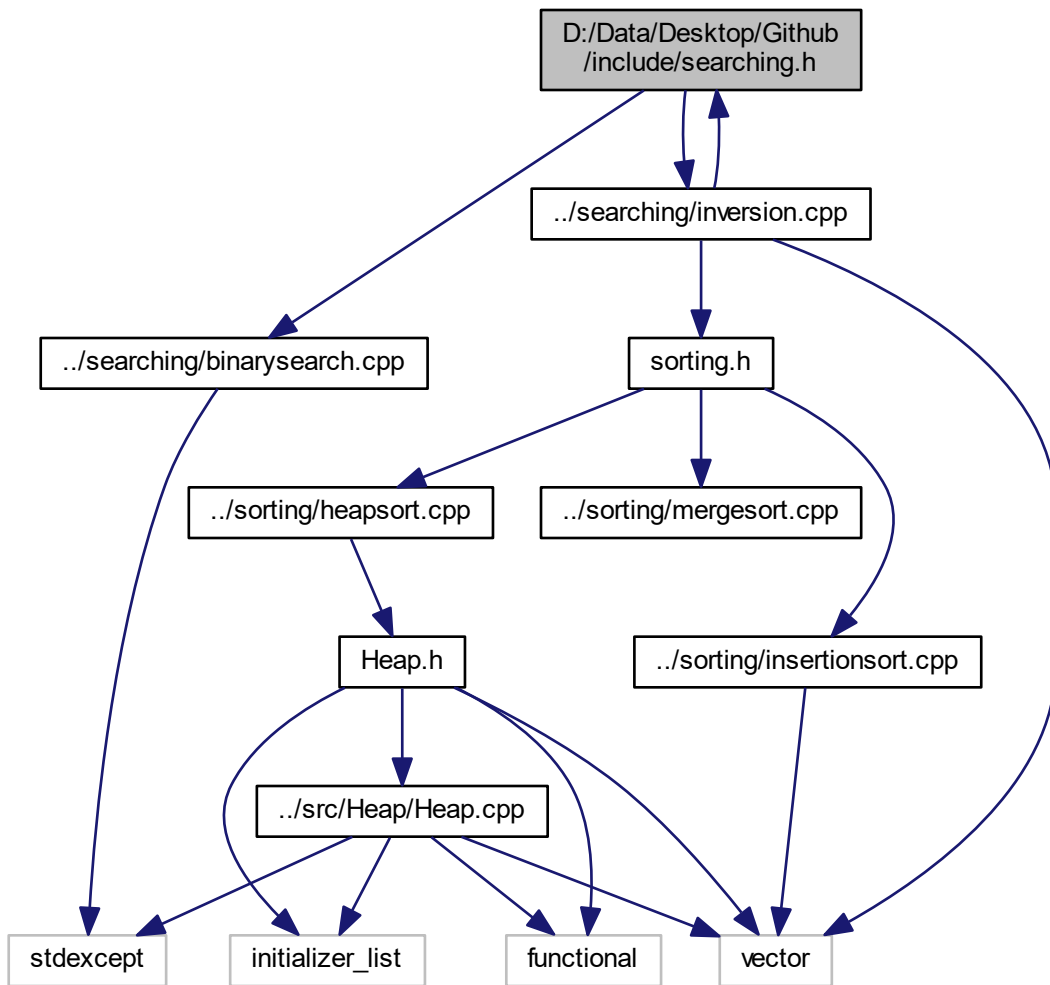 D:/Data/Desktop/Github
/include/searching.h
../searching/inversion.cpp
../searching/binarysearch.cpp
sorting.h
../sorting/heapsort.cpp
../sorting/mergesort.cpp
Heap.h
../sorting/insertionsort.cpp
../src/Heap/Heap.cpp
stdexcept
initializer_list
functional
vector